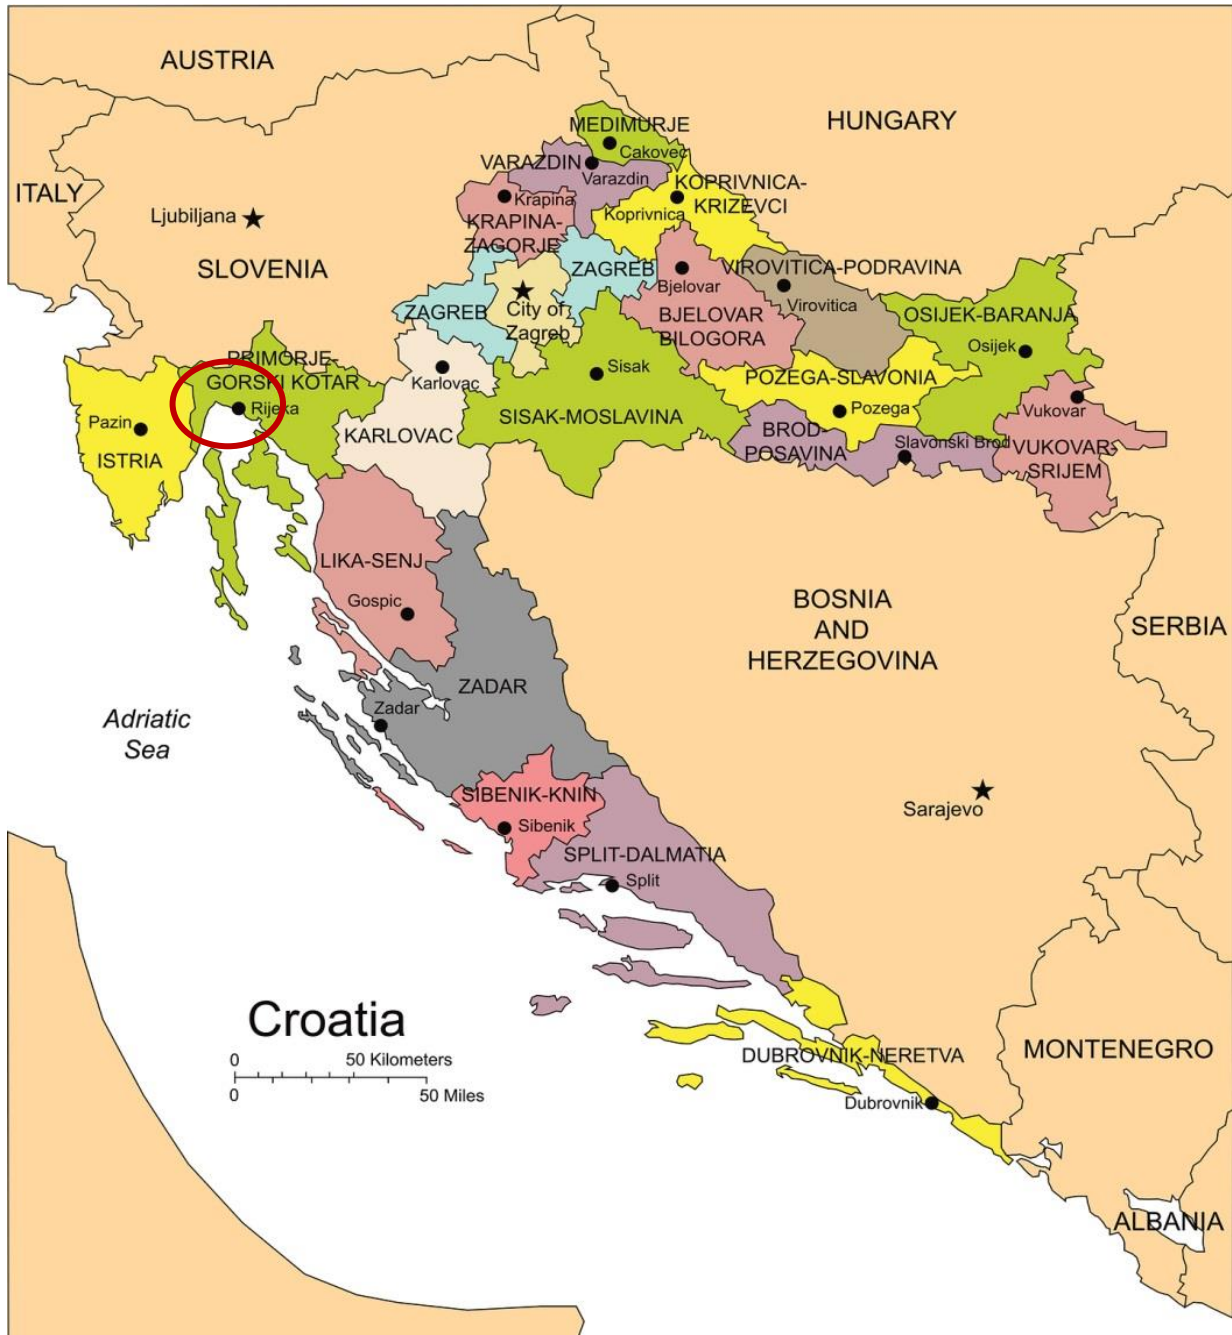 AUSTRIA
HUNGARY
ITALY
Ljubiljana
SLOVENIA
MEDIMURJE
Cakovec
VARAZDIN
Varazdin
KOPRIVNICA-
KRIZEVCI
Koprivnica
Krapina
KRAPINA-
ZAGORJE
ZAGREB
ZAGREB
City of
Zagreb
Bjelovar
BJELOVAR
BILOGORA
VIROVITICA-PODRAVINA
Virovitica
OSIJEK-BARANJA
Osijek
PRIMORJE-
GORSKI KOTAR
Rijeka
Pazin
ISTRIA
Karlovac
KARLOVAC
Sisak
SISAK-MOSLAVINA
POZEGA-SLAVONIA
Pozega
BROD-
POSAVINA
Slavonski Brod
Vukovar
VUKOVAR-
SRIJEM
LIKA-SENJ
Gospic
BOSNIA
AND
HERZEGOVINA
SERBIA
ZADAR
Zadar
Adriatic
Sea
SIBENIK-KNIN
Sibenik
Sarajevo
SPLIT-DALMATIA
Split
Croatia
0 50 Kilometers
0 50 Miles
DUBROVNIK-NERETVA
Dubrovnik
MONTENEGRO
ALBANIA